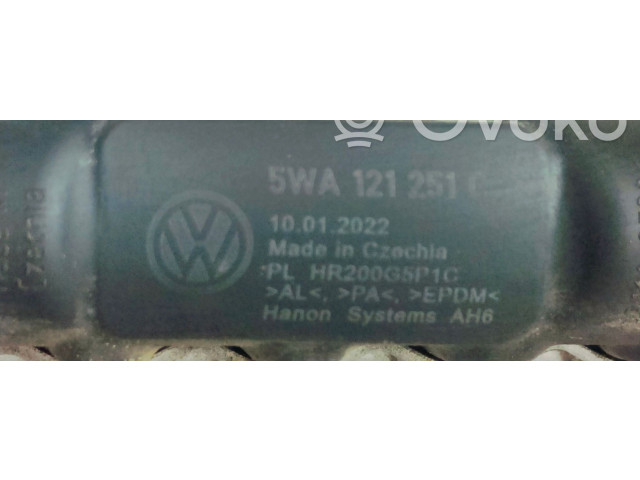 Ovoko
5WA 121 251
10.01.2022
Made in Czechia
PL HR200G5P1C
>AL<, >PA<, >EPDM<
Hanon Systems AH6